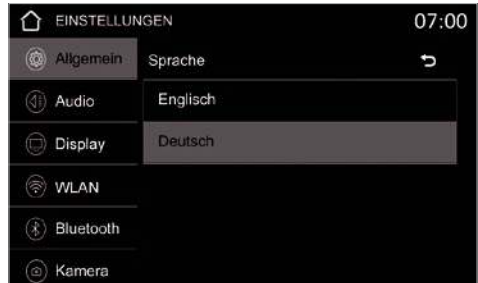 EINSTELLUNGEN 07:00
Allgemein
Sprache
Audio
Englisch
Display
Deutsch
WLAN
Bluetooth
Kamera